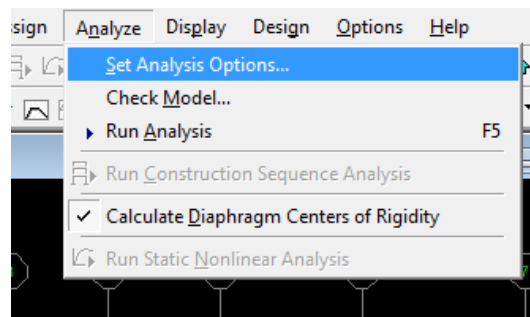 sign Analyze Display Design Options Help
Set Analysis Options...
Check Model...
Run Analysis F5
Run Construction Sequence Analysis
Calculate Diaphragm Centers of Rigidity
Run Static Nonlinear Analysis